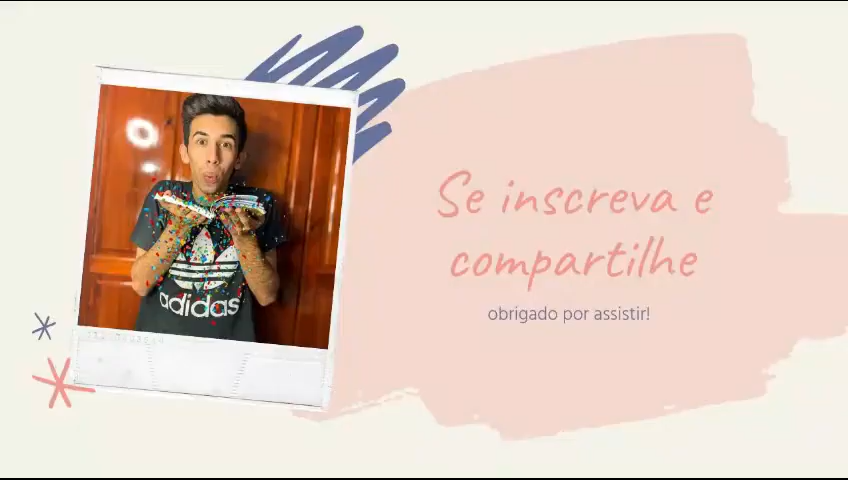 adidas
Se inscreva e
compartilhe
obrigado por assistir!